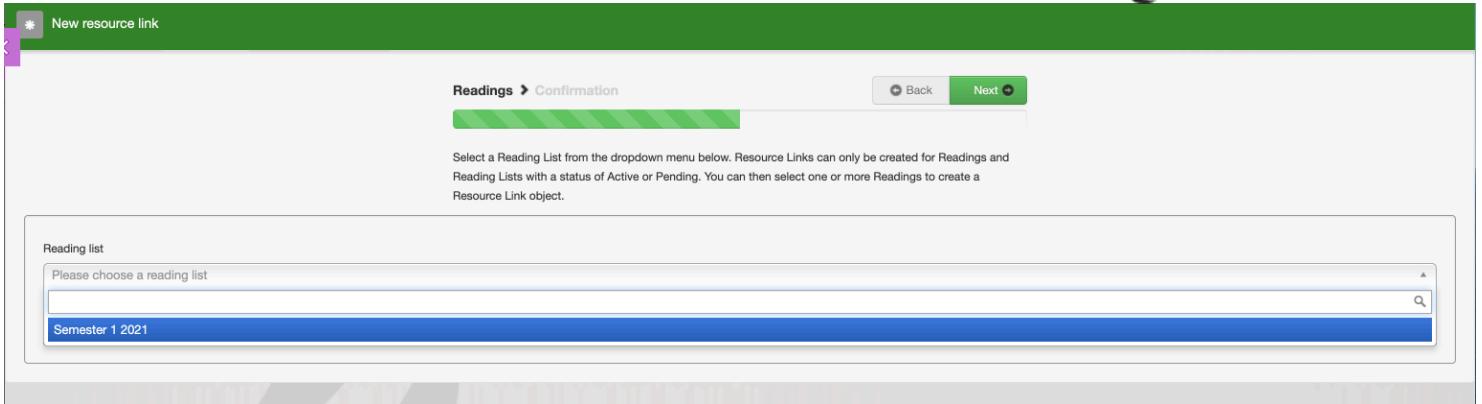 New resource link
Readings > Confirmation
Back
Next
Select a Reading List from the dropdown menu below. Resource Links can only be created for Readings and
Reading Lists with a status of Active or Pending. You can then select one or more Readings to create a
Resource Link object.
Reading list
Please choose a reading list
Semester 1 2021